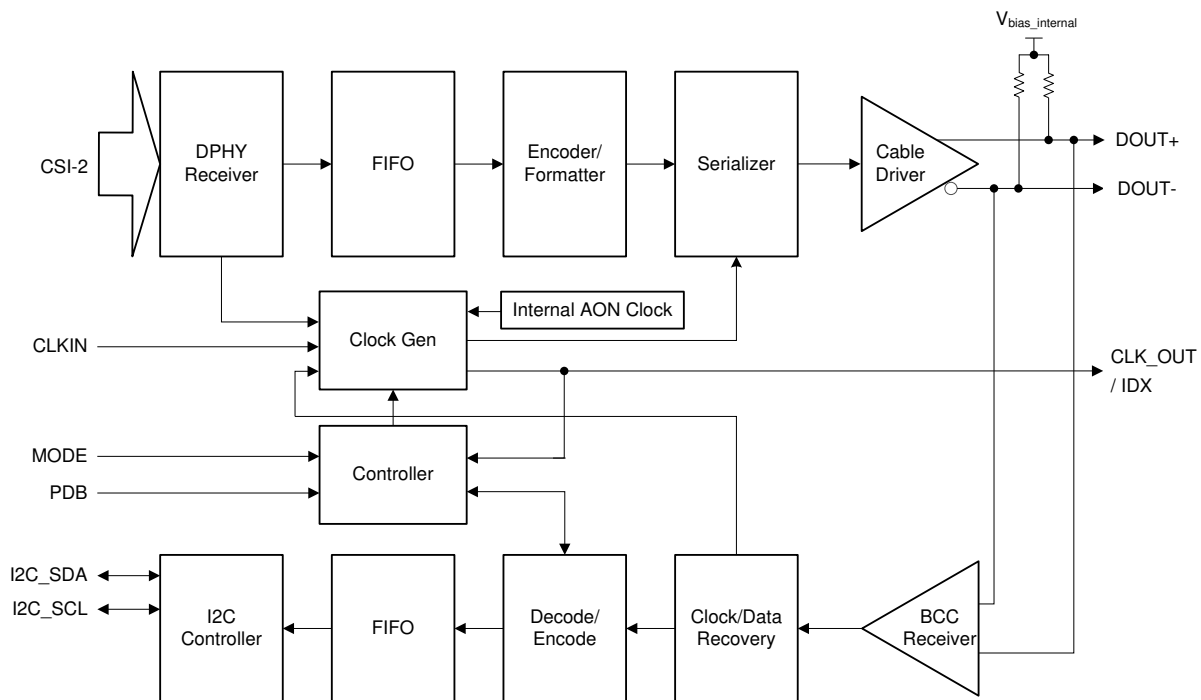 Vbias_internal
CSI-2
DPHY
Receiver
FIFO
Encoder/
Formatter
Serializer
Cable
Driver
DOUT+
DOUT-
Internal AON Clock
CLKIN
Clock Gen
CLK_OUT
/ IDX
MODE
PDB
Controller
I2C_SDA
I2C_SCL
I2C
Controller
FIFO
Decode/
Encode
Clock/Data
Recovery
BCC
Receiver